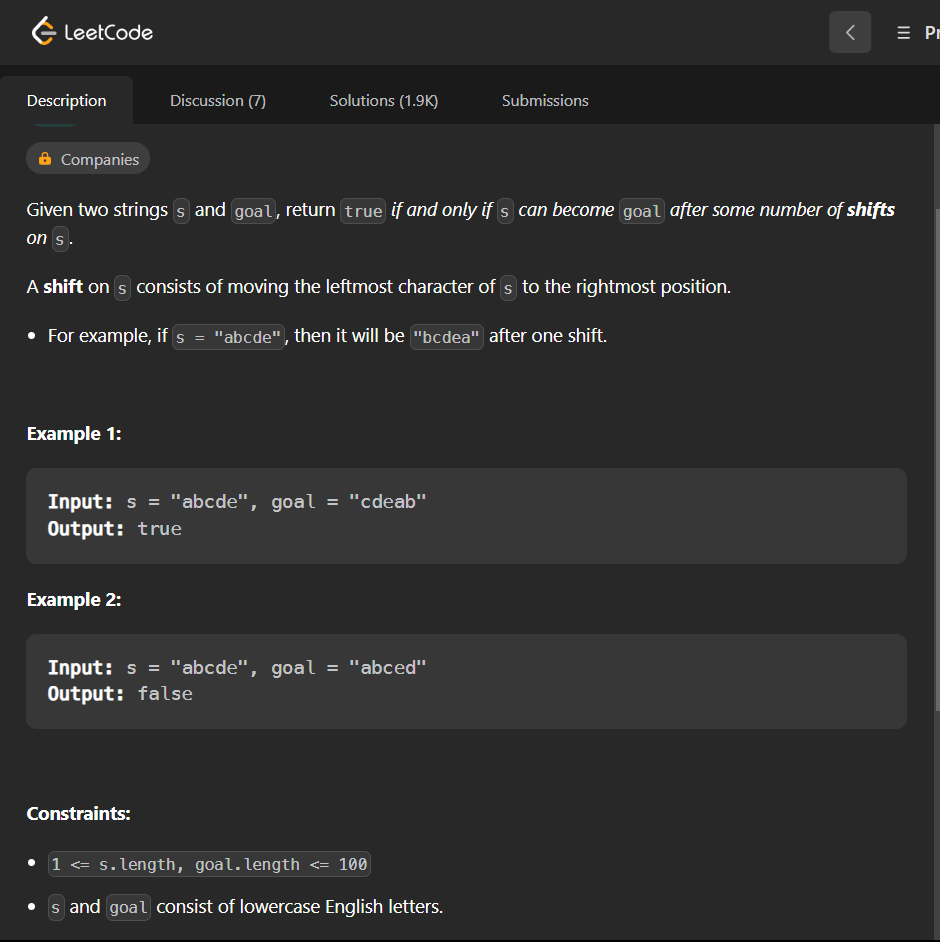 LeetCode
Pr
Description Discussion (7) Solutions (1.9K) Submissions
Companies
Given two strings s and goal, return true if and only if s can become goal after some number of shifts
on s.
A shift on s consists of moving the leftmost character of s to the rightmost position.
• For example, if s = "abcde", then it will be "bcdea" after one shift.
Example 1:
Input: s = "abcde", goal = "cdeab"
Output: true
Example 2:
Input: s = "abcde", goal = "abced"
Output: false
Constraints:
• 1 <= s.length, goal.length <= 100
• s and goal consist of lowercase English letters.